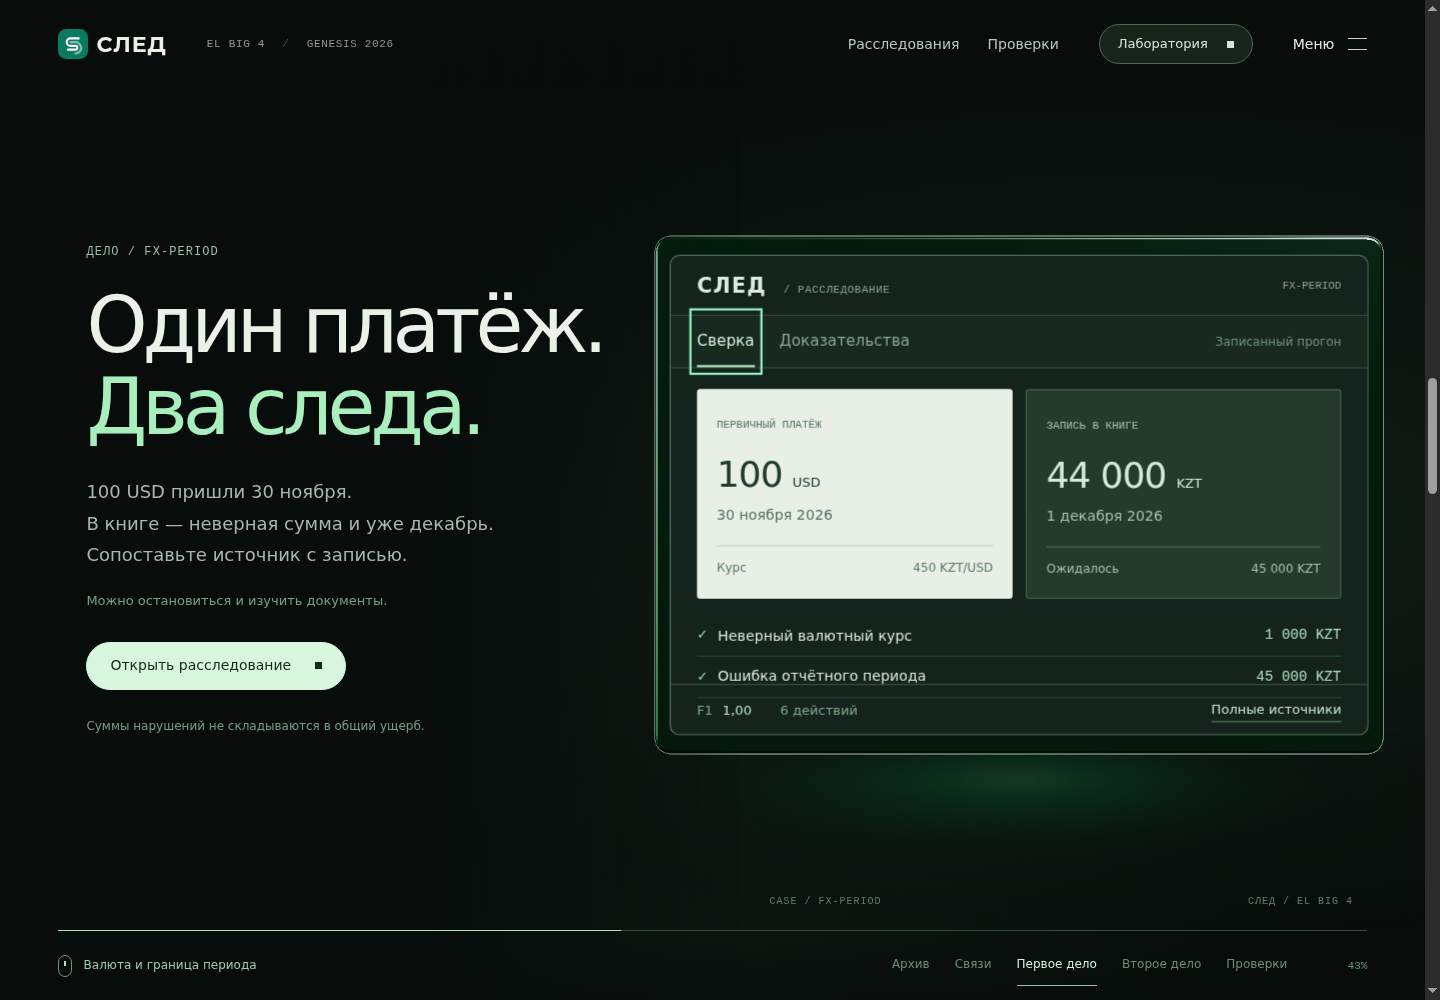 СЛЕД
EL BIG 4 / GENESIS 2026
Расследования
Проверки
Лаборатория
Меню
ДЕЛО / FX-PERIOD
Один платёж.
Два следа.
100 USD пришли 30 ноября.
В книге — неверная сумма и уже декабрь.
Сопоставьте источник с записью.
Можно остановиться и изучить документы.
Открыть расследование
Суммы нарушений не складываются в общий ущерб.
СЛЕД / РАССЛЕДОВАНИЕ
FX-PERIOD
Сверка
Доказательства
Записанный прогон
ПЕРВИЧНЫЙ ПЛАТЁЖ
100 USD
30 ноября 2026
Курс 450 KZT/USD
ЗАПИСЬ В КНИГЕ
44 000 KZT
1 декабря 2026
Ожидалось 45 000 KZT
✓ Неверный валютный курс 1 000 KZT
✓ Ошибка отчётного периода 45 000 KZT
F1 1,00 6 действий
Полные источники
CASE / FX-PERIOD
СЛЕД / EL BIG 4
Валюта и граница периода
Архив
Связи
Первое дело
Второе дело
Проверки
43%